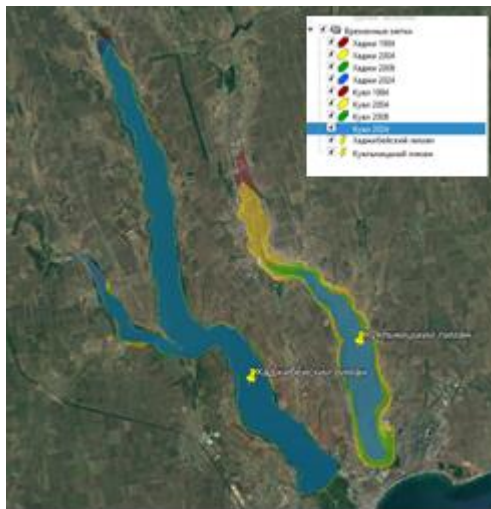 Временные метки
Хаджи 1984
Хаджи 2004
Хаджи 2008
Хаджи 2024
Куял 1984
Куял 2004
Куял 2008
Куял 2024
Хаджибейский лиман
Куяльницкий лиман
Куяльницкий лиман
Хаджибейский лиман